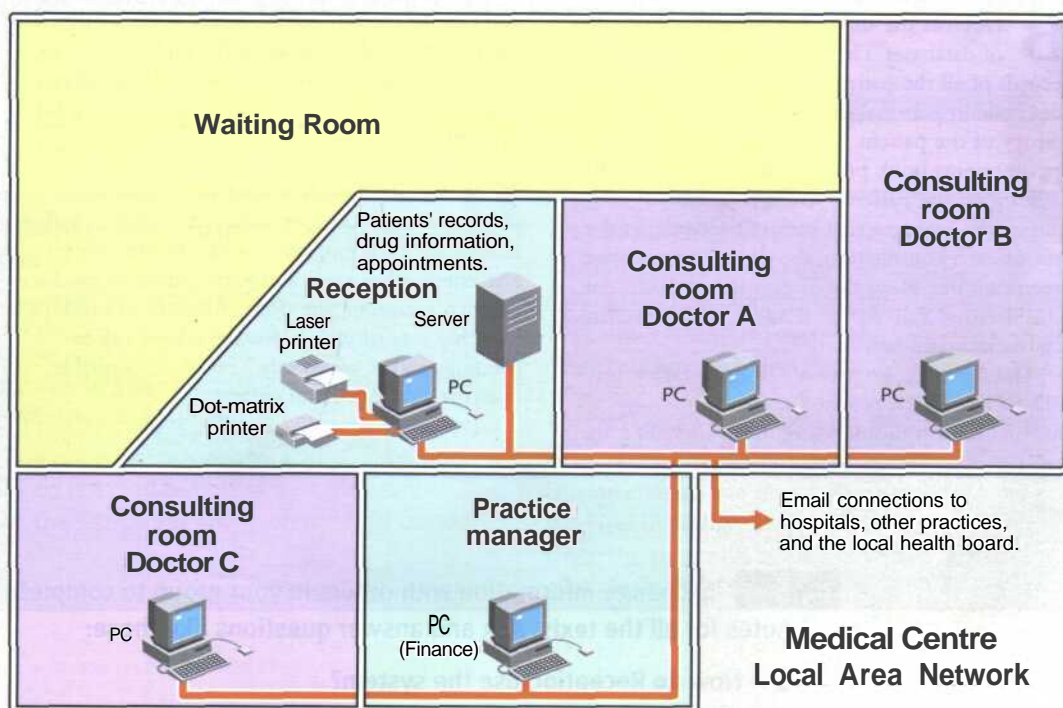 Waiting Room
Patients' records,
drug information,
appointments.
Reception
Laser
printer
Server
PC
Dot-matrix
printer
Consulting
room
Doctor A
PC
Consulting
room
Doctor B
PC
Consulting
room
Doctor C
PC
Practice
manager
PC
(Finance)
Email connections to
hospitals, other practices,
and the local health board.
Medical Centre
Local Area Network